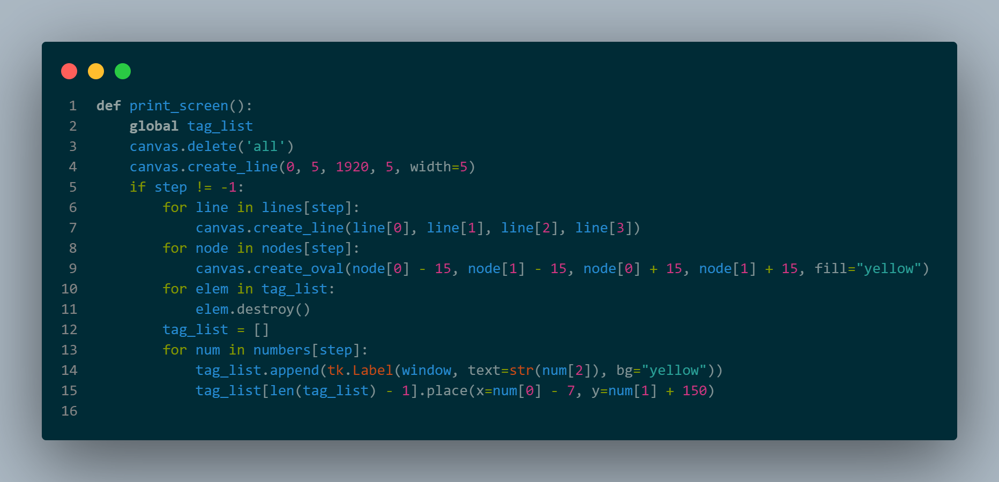 1 def print_screen():
2     global tag_list
3     canvas.delete('all')
4     canvas.create_line(0, 5, 1920, 5, width=5)
5     if step != -1:
6         for line in lines[step]:
7             canvas.create_line(line[0], line[1], line[2], line[3])
8         for node in nodes[step]:
9             canvas.create_oval(node[0] - 15, node[1] - 15, node[0] + 15, node[1] + 15, fill="yellow")
10         for elem in tag_list:
11             elem.destroy()
12         tag_list = []
13         for num in numbers[step]:
14             tag_list.append(tk.Label(window, text=str(num[2]), bg="yellow"))
15             tag_list[len(tag_list) - 1].place(x=num[0] - 7, y=num[1] + 150)
16